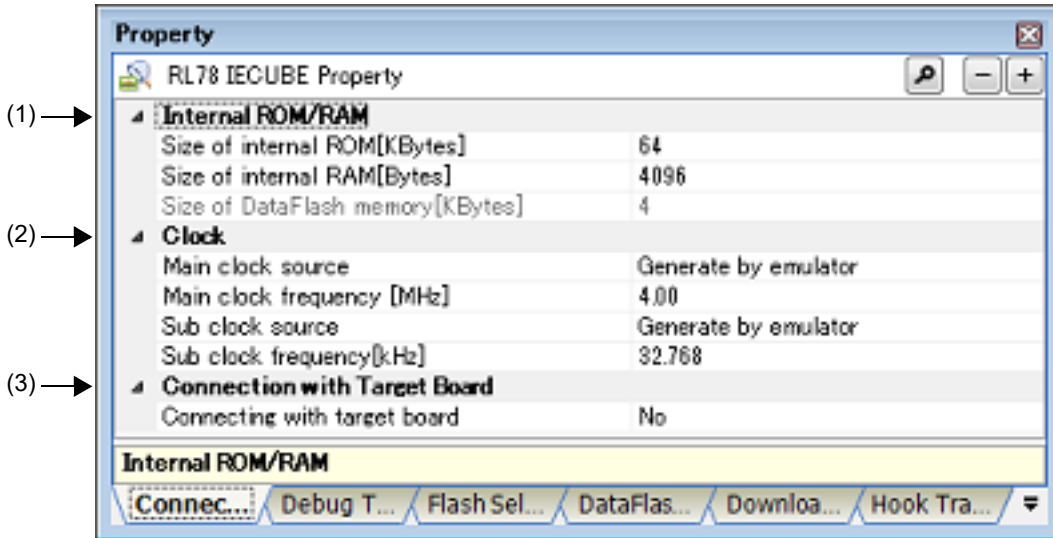 Property
RL78 IECUBE Property
(1)
Internal ROM/RAM
Size of internal ROM[KBytes] 64
Size of internal RAM[Bytes] 4096
Size of DataFlash memory[KBytes] 4
(2)
Clock
Main clock source Generate by emulator
Main clock frequency [MHz] 4.00
Sub clock source Generate by emulator
Sub clock frequency[kHz] 32.768
(3)
Connection with Target Board
Connecting with target board No
Internal ROM/RAM
Connec... Debug T... Flash Sel... DataFlas... Downloa... Hook Tra...